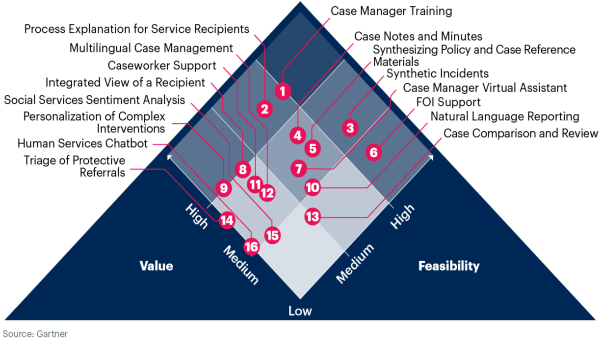 Case Manager Training
Process Explanation for Service Recipients
Case Notes and Minutes
Multilingual Case Management
Synthesizing Policy and Case Reference
Materials
Caseworker Support
Synthetic Incidents
Integrated View of a Recipient
Case Manager Virtual Assistant
Social Services Sentiment Analysis
FOI Support
Personalization of Complex
Interventions
Natural Language Reporting
Human Services Chatbot
Case Comparison and Review
Triage of Protective
Referrals
1
2
3
4
5
6
7
8
9
10
11
12
13
14
15
16
High
Medium
Low
Medium
High
Value
Feasibility
Source: Gartner